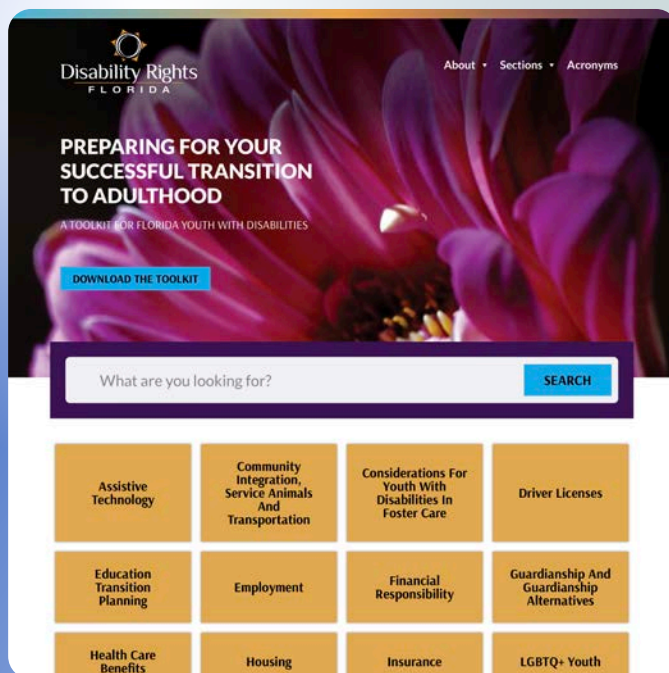 Disability Rights
FLORIDA
About
Sections
Acronyms
PREPARING FOR YOUR
SUCCESSFUL TRANSITION
TO ADULTHOOD
A TOOLKIT FOR FLORIDA YOUTH WITH DISABILITIES
DOWNLOAD THE TOOLKIT
What are you looking for?
SEARCH
Assistive
Technology
Community
Integration,
Service Animals
And
Transportation
Considerations For
Youth With
Disabilities In
Foster Care
Driver Licenses
Education
Transition
Planning
Employment
Financial
Responsibility
Guardianship And
Guardianship
Alternatives
Health Care
Benefits
Housing
Insurance
LGBTQ+ Youth